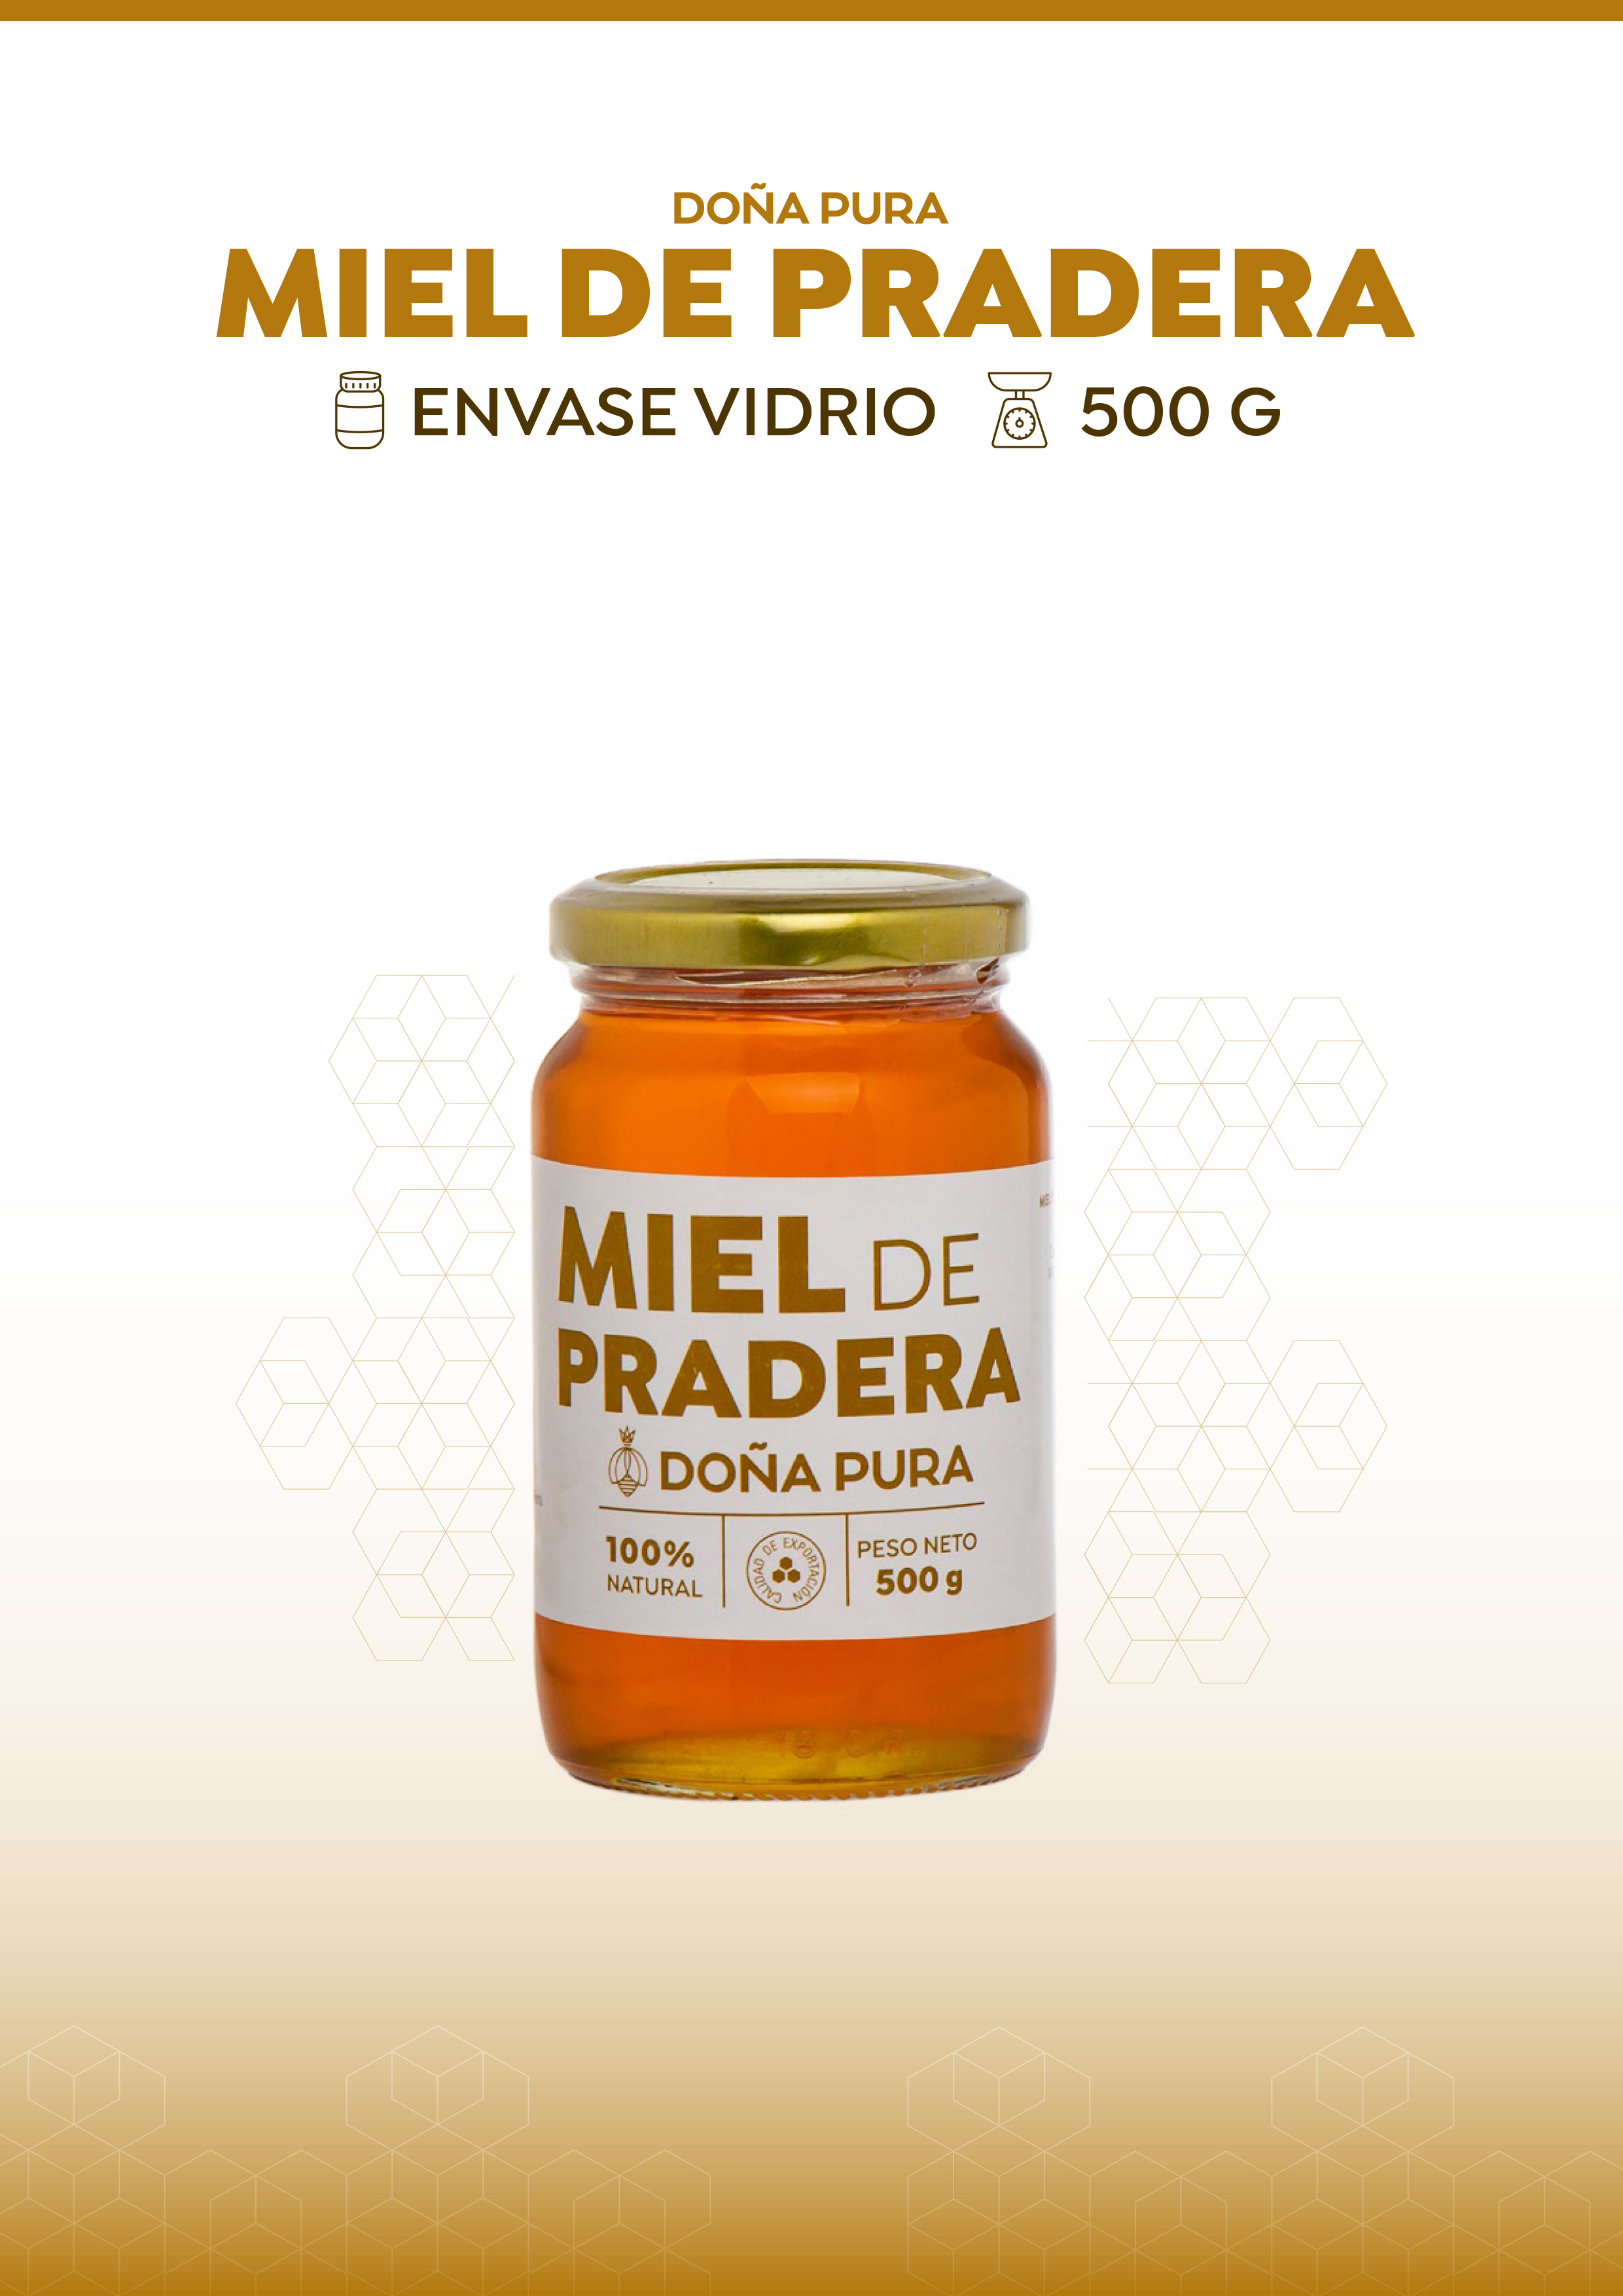 DOÑA PURA
MIEL DE PRADERA
ENVASE VIDRIO 500 G
MIEL DE
PRADERA
DOÑA PURA
100%
NATURAL
CALIDAD DE EXPORTACIÓN
PESO NETO
500 g